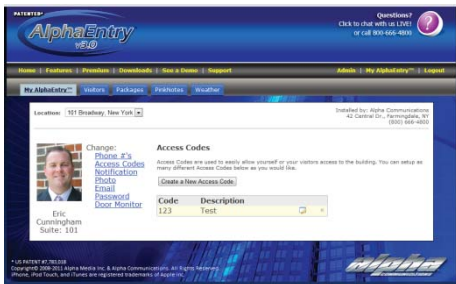 PATENTED*
AlphaEntry
v3.0
Questions?
Click to chat with us LIVE!
or call 800-666-4800
Home | Features | Premium | Downloads | See a Demo | Support
Admin | My AlphaEntry™ | Logout
My AlphaEntry™ Visitors Packages PinkNotes Weather
Location: 101 Broadway, New York
Installed by: Alpha Communications
42 Central Dr., Farmingdale, NY
(800) 666-4800
Change:
Phone #'s
Access Codes
Notification
Photo
Email
Password
Door Monitor
Eric
Cunningham
Suite: 101
Access Codes
Access Codes are used to easily allow yourself or your visitors access to the building. You can setup as
many different Access Codes below as you would like.
Create a New Access Code
Code Description
123 Test
* US PATENT #7,783,018
Copyright© 2008-2011 Alpha Media Inc. & Alpha Communications. All Rights Reserved.
iPhone, iPod Touch, and iTunes are registered trademarks of Apple Inc.
alpha
COMMUNICATIONS